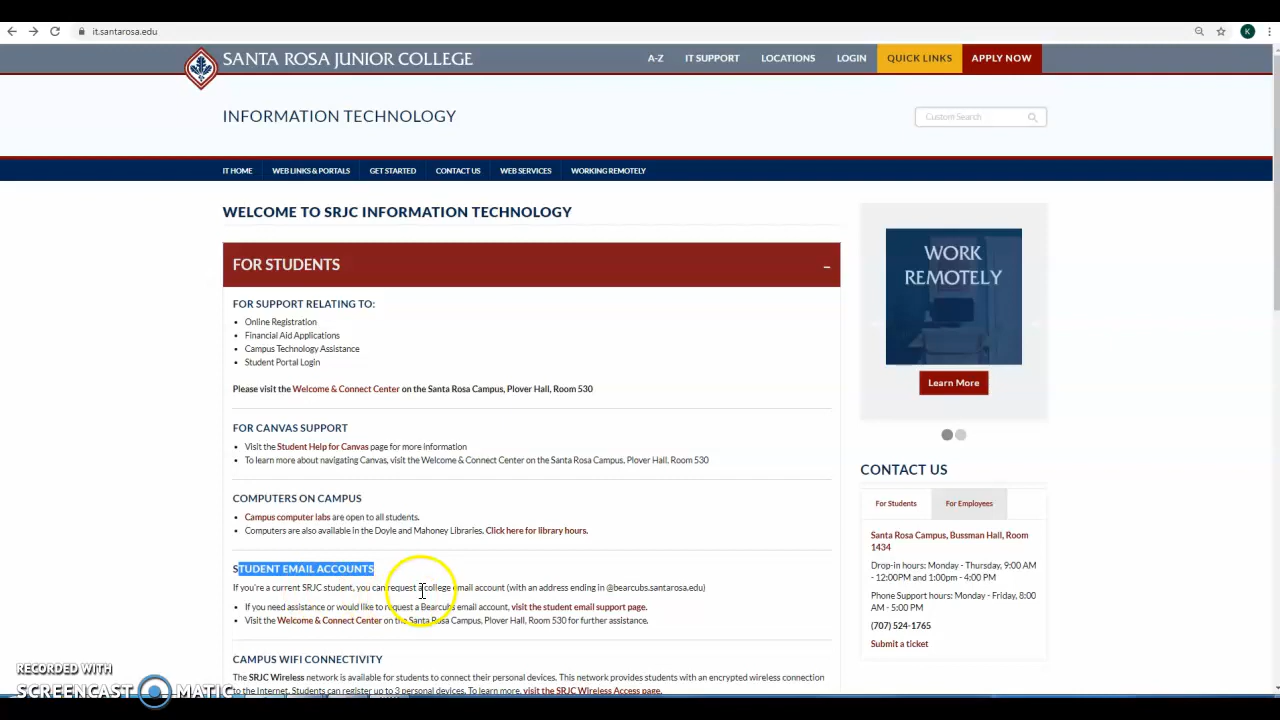 it.santarosa.edu
K
SANTA ROSA JUNIOR COLLEGE
A-Z IT SUPPORT LOCATIONS LOGIN QUICK LINKS APPLY NOW
INFORMATION TECHNOLOGY
Custom Search
IT HOME WEB LINKS & PORTALS GET STARTED CONTACT US WEB SERVICES WORKING REMOTELY
WELCOME TO SRJC INFORMATION TECHNOLOGY
FOR STUDENTS
FOR SUPPORT RELATING TO:
• Online Registration
• Financial Aid Applications
• Campus Technology Assistance
• Student Portal Login
Please visit the Welcome & Connect Center on the Santa Rosa Campus, Plover Hall, Room 530
FOR CANVAS SUPPORT
• Visit the Student Help for Canvas page for more information
• To learn more about navigating Canvas, visit the Welcome & Connect Center on the Santa Rosa Campus, Plover Hall, Room 530
COMPUTERS ON CAMPUS
• Campus computer labs are open to all students.
• Computers are also available in the Doyle and Mahoney Libraries. Click here for library hours.
STUDENT EMAIL ACCOUNTS
If you're a current SRJC student, you can request a college email account (with an address ending in @bearcubs.santarosa.edu)
• If you need assistance or would like to request a Bearcubs email account, visit the student email support page.
• Visit the Welcome & Connect Center on the Santa Rosa Campus, Plover Hall, Room 530 for further assistance.
CAMPUS WIFI CONNECTIVITY
The SRJC Wireless network is available for students to connect their personal devices. This network provides students with an encrypted wireless connection
to the Internet. Students can register up to 3 personal devices. To learn more, visit the SRJC Wireless Access page.
WORK
REMOTELY
Learn More
CONTACT US
For Students For Employees
Santa Rosa Campus, Bussman Hall, Room
1434
Drop-in hours: Monday - Thursday, 9:00 AM
- 12:00PM and 1:00pm - 4:00 PM
Phone Support hours: Monday - Friday, 8:00
AM - 5:00 PM
(707) 524-1765
Submit a ticket
RECORDED WITH
SCREENCAST MATIC